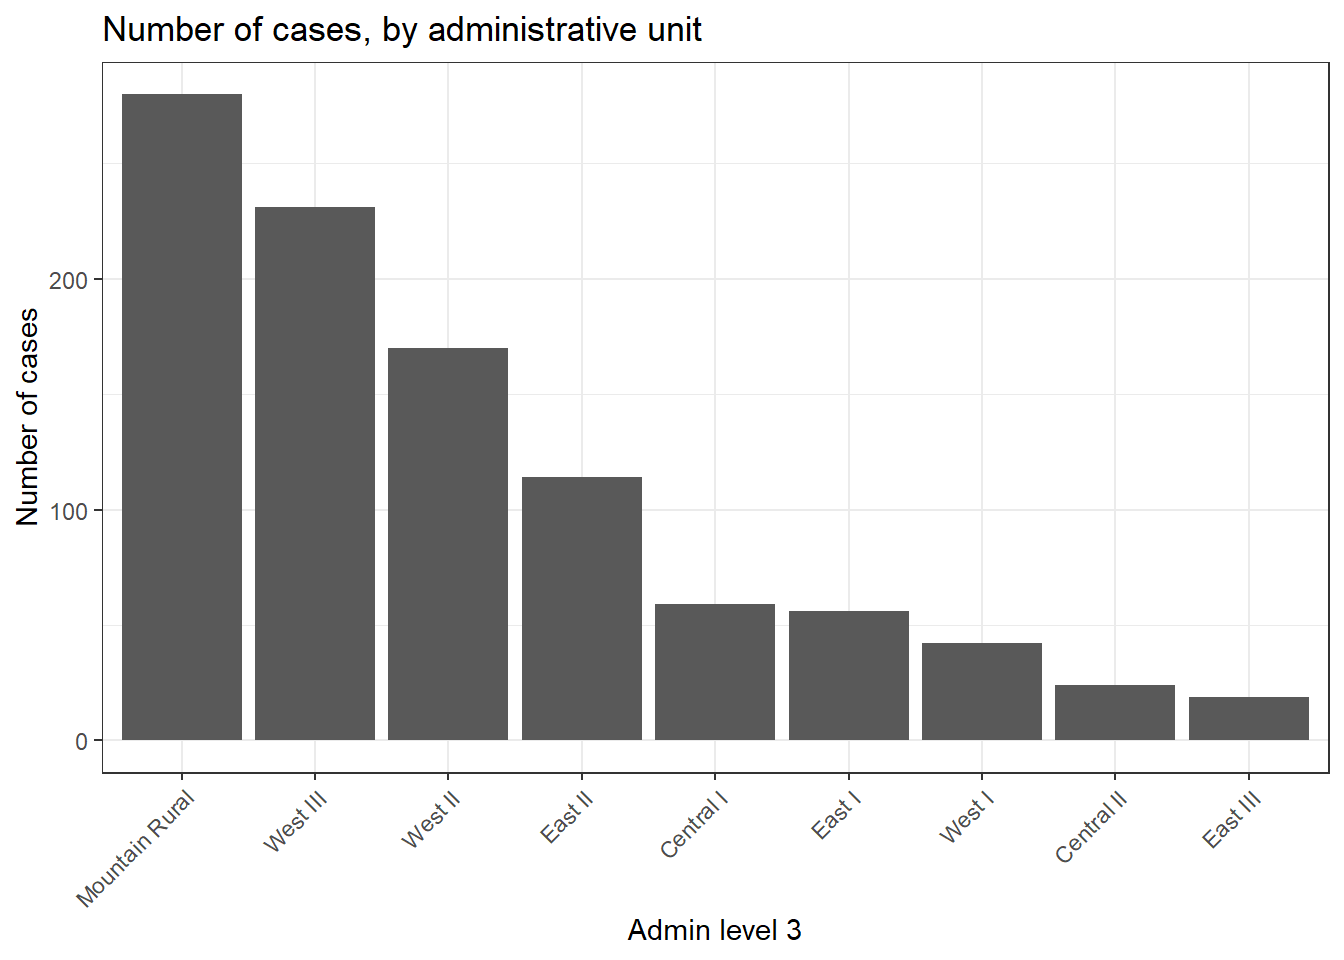 Number of cases, by administrative unit
Number of cases
200
100
0
Mountain Rural
West III
West II
East II
Central I
East I
West I
Central II
East III
Admin level 3